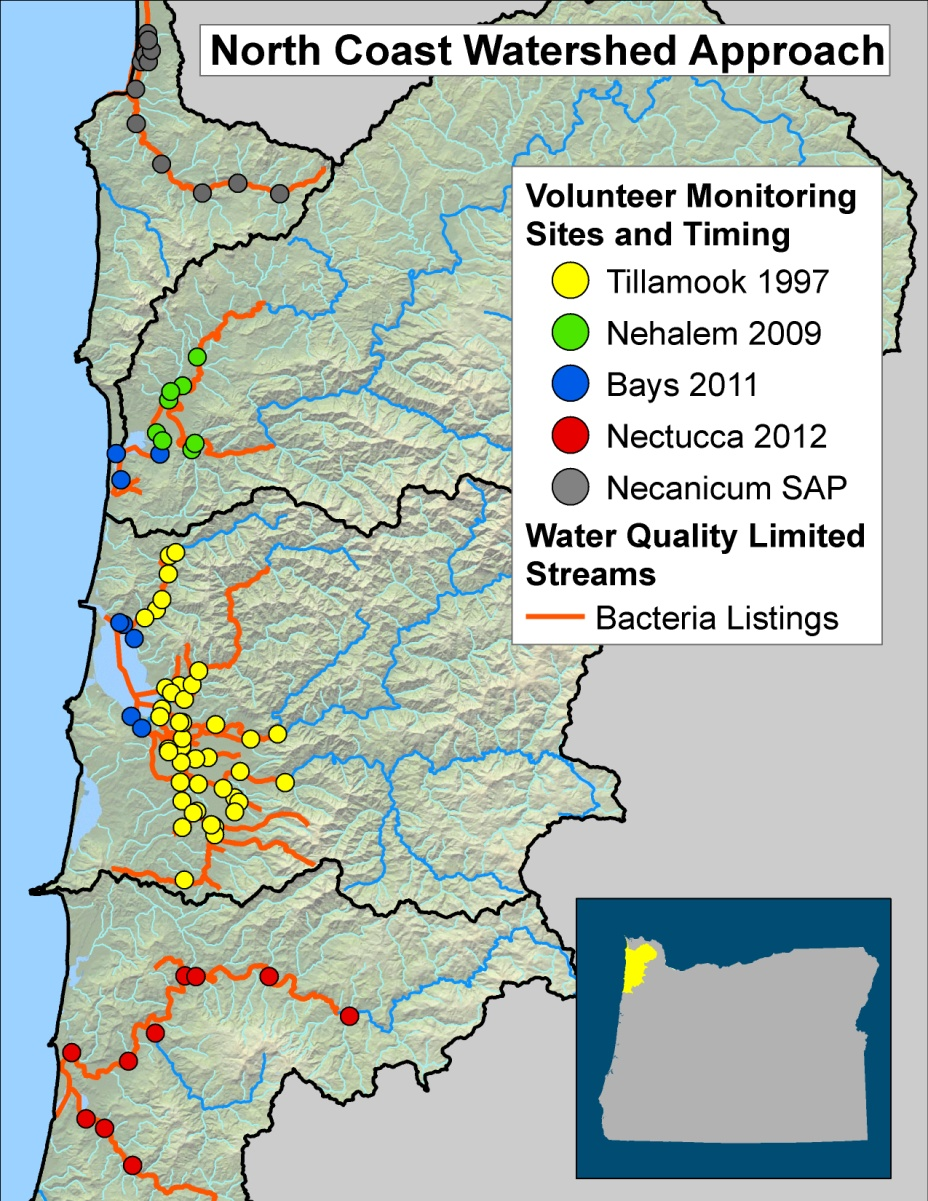 North Coast Watershed Approach
Volunteer Monitoring
Sites and Timing
Tillamook 1997
Nehalem 2009
Bays 2011
Nectucca 2012
Necanicum SAP
Water Quality Limited
Streams
Bacteria Listings